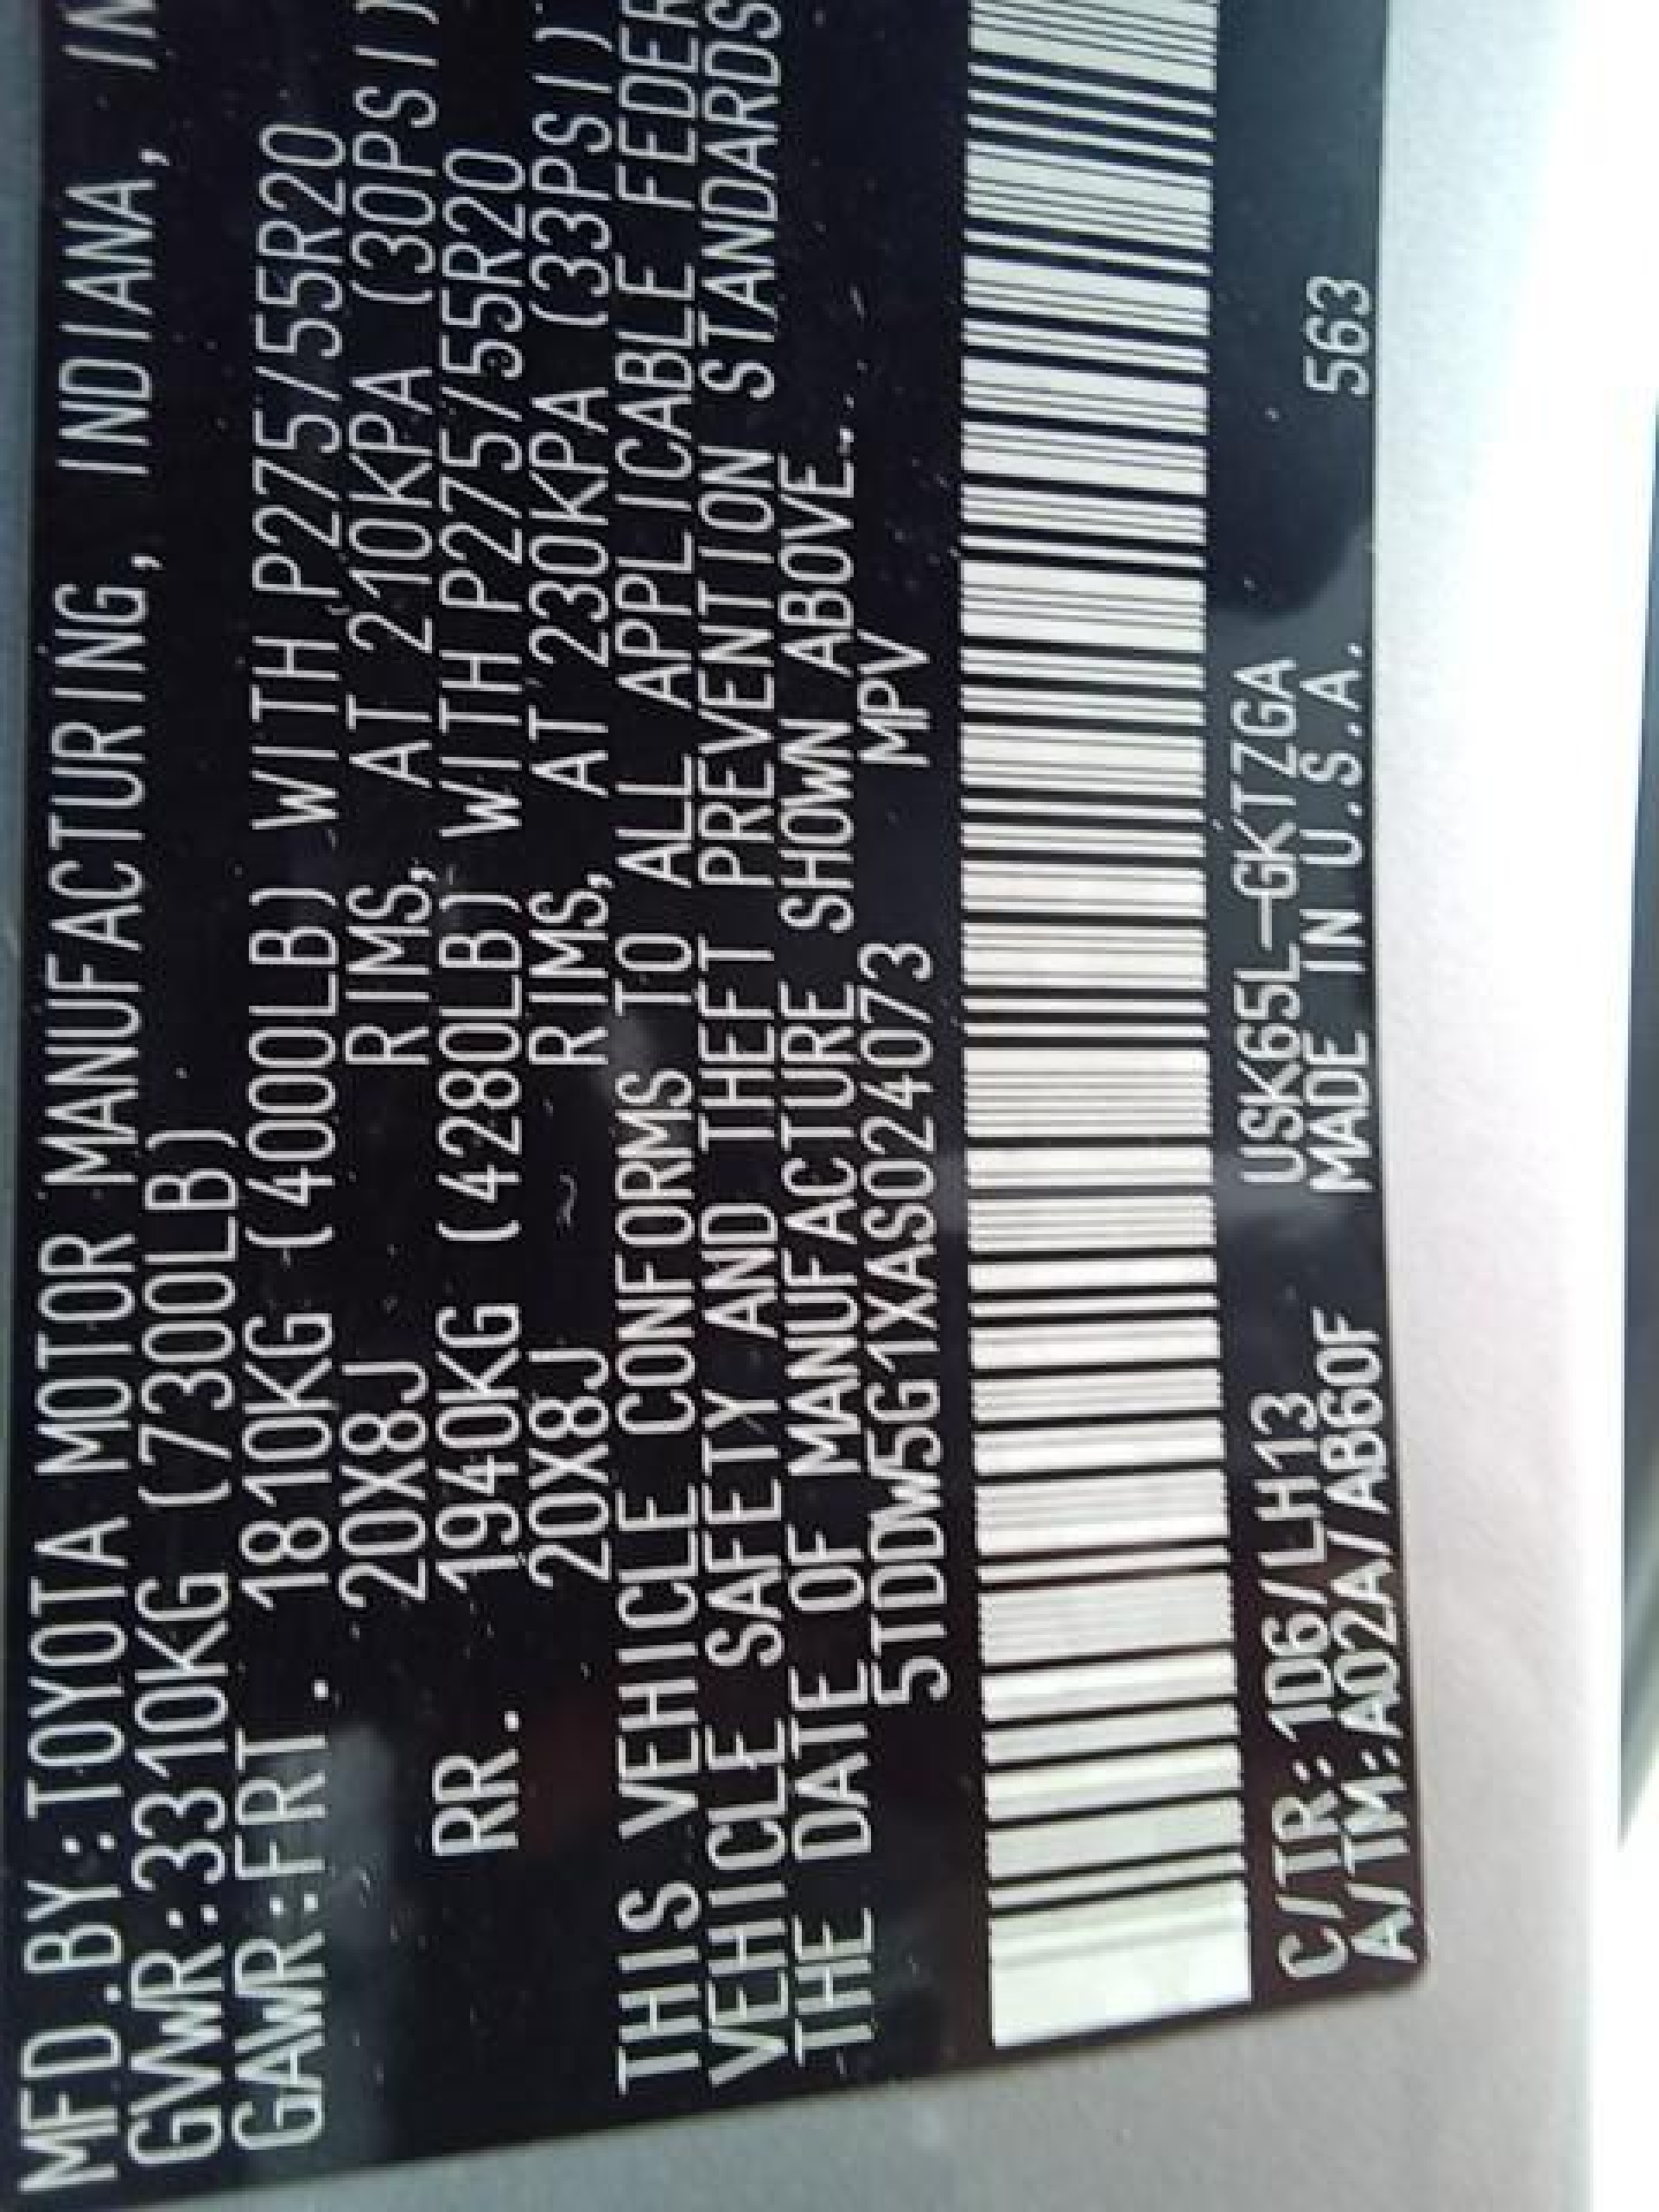 MFD.BY:TOYOTA MOTOR MANUFACTURING, INDIANA, IN
GVWR:3310KG (7300LB)
GAWR:FRT. 1810KG (4000LB) WITH P275/55R20
20X8J RIMS, AT 210KPA (30PSI)
RR. 1940KG (4280LB) WITH P275/55R20
20X8J RIMS, AT 230KPA (33PSI)
THIS VEHICLE CONFORMS TO ALL APPLICABLE FEDER
VEHICLE SAFETY AND THEFT PREVENTION STANDARDS
THE DATE OF MANUFACTURE SHOWN ABOVE.
5TDDW5G1XAS024073 MPV
C/TR:1D6/LH13 USK65L-GKTZGA
A/TM:A02A/AB60F MADE IN U.S.A. 563